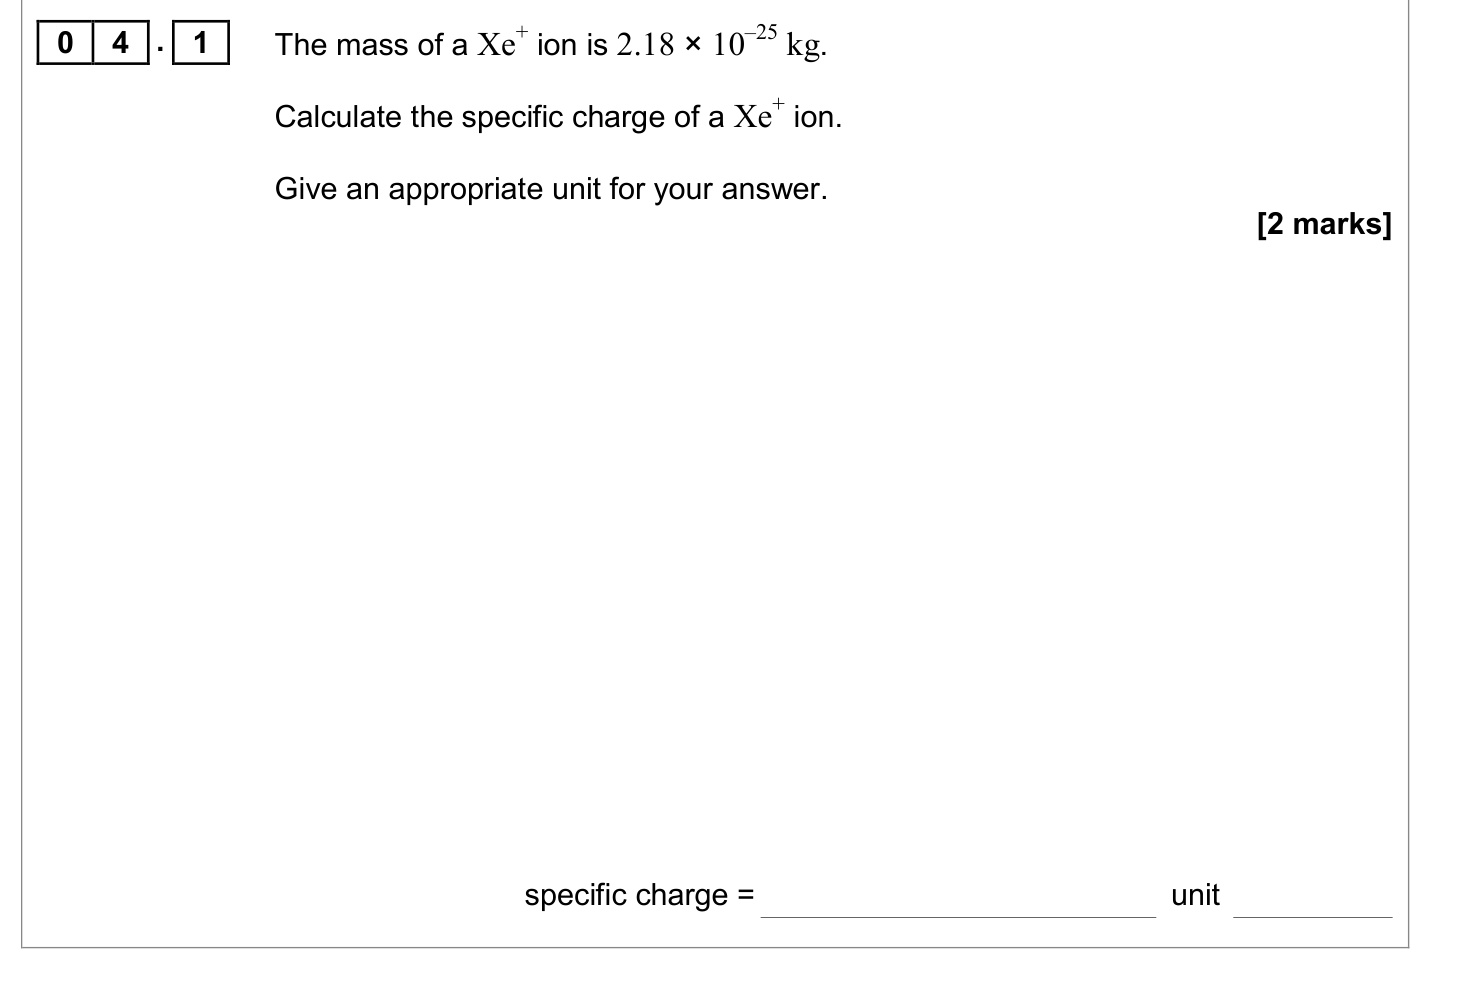 0 4 . 1 The mass of a Xe⁺ ion is 2.18 × 10⁻²⁵ kg.
Calculate the specific charge of a Xe⁺ ion.
Give an appropriate unit for your answer.
[2 marks]
specific charge = unit